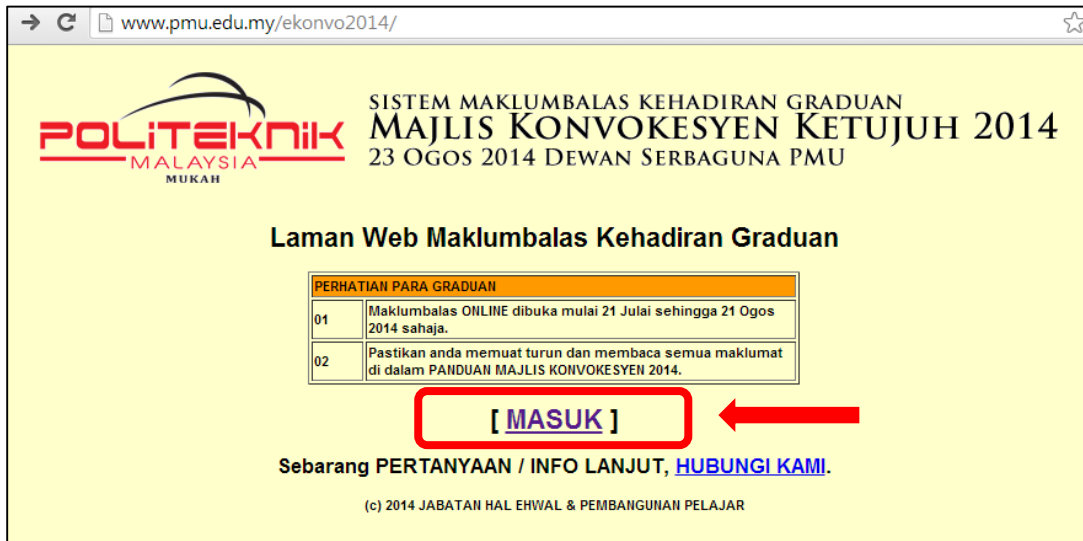 www.pmu.edu.my/ekonvo2014/
POLITEKNIK
MALAYSIA
MUKAH
SISTEM MAKLUMBALAS KEHADIRAN GRADUAN
MAJLIS KONVOKESYEN KETUJUH 2014
23 OGOS 2014 DEWAN SERBAGUNA PMU
Laman Web Maklumbalas Kehadiran Graduan
PERHATIAN PARA GRADUAN
01 Maklumbalas ONLINE dibuka mulai 21 Julai sehingga 21 Ogos
2014 sahaja.
02 Pastikan anda memuat turun dan membaca semua maklumat
di dalam PANDUAN MAJLIS KONVOKESYEN 2014.
[ MASUK ]
Sebarang PERTANYAAN / INFO LANJUT, HUBUNGI KAMI.
(c) 2014 JABATAN HAL EHWAL & PEMBANGUNAN PELAJAR